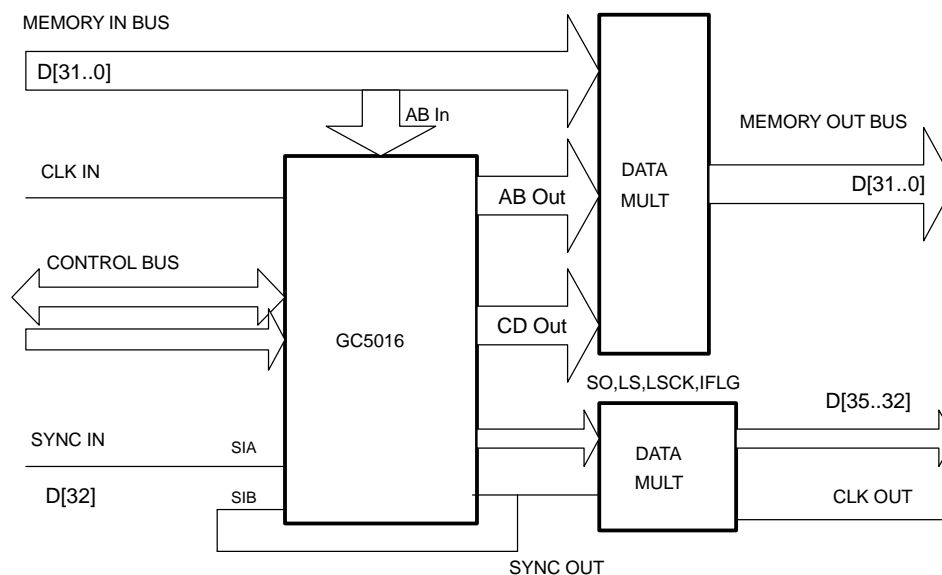 MEMORY IN BUS
D[31..0]
AB In
MEMORY OUT BUS
D[31..0]
CLK IN
DATA
MULT
AB Out
CONTROL BUS
CD Out
GC5016
SO,LS,LSCK,IFLG
D[35..32]
SYNC IN
SIA
DATA
MULT
D[32]
SIB
CLK OUT
SYNC OUT